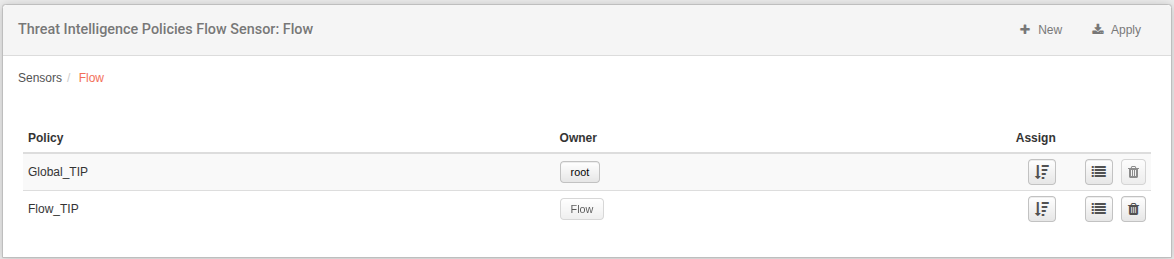 Threat Intelligence Policies Flow Sensor: Flow
New
Apply
Sensors / Flow
Policy Owner Assign
Global_TIP root
Flow_TIP Flow